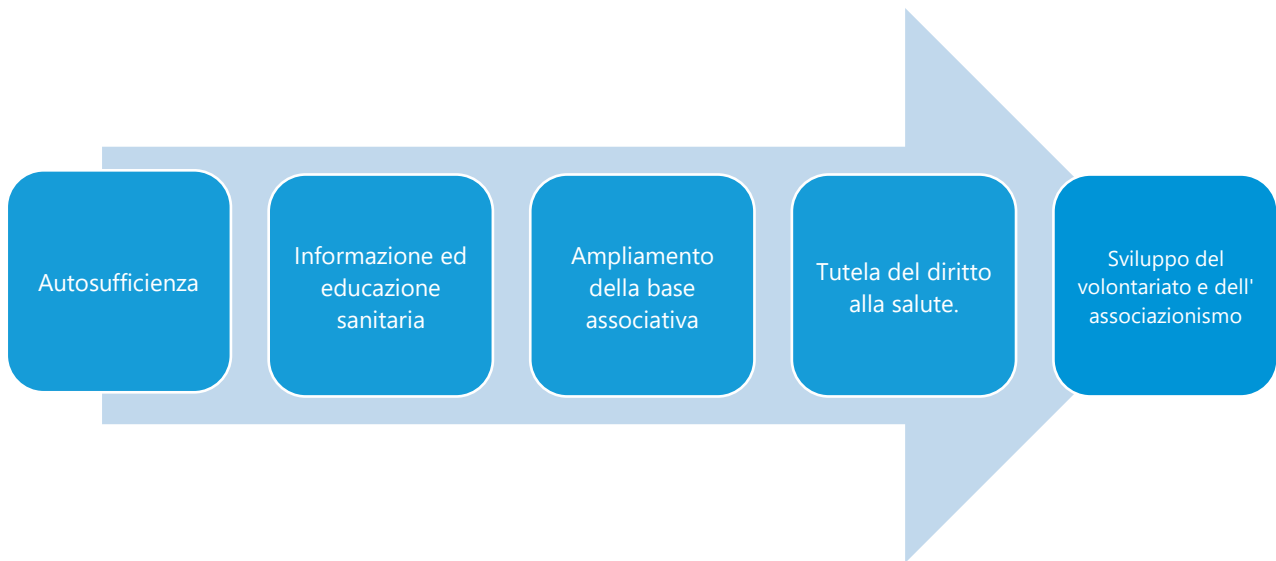 Autosufficienza
Informazione ed
educazione
sanitaria
Ampliamento
della base
associativa
Tutela del diritto
alla salute.
Sviluppo del
volontariato e dell'
associazionismo